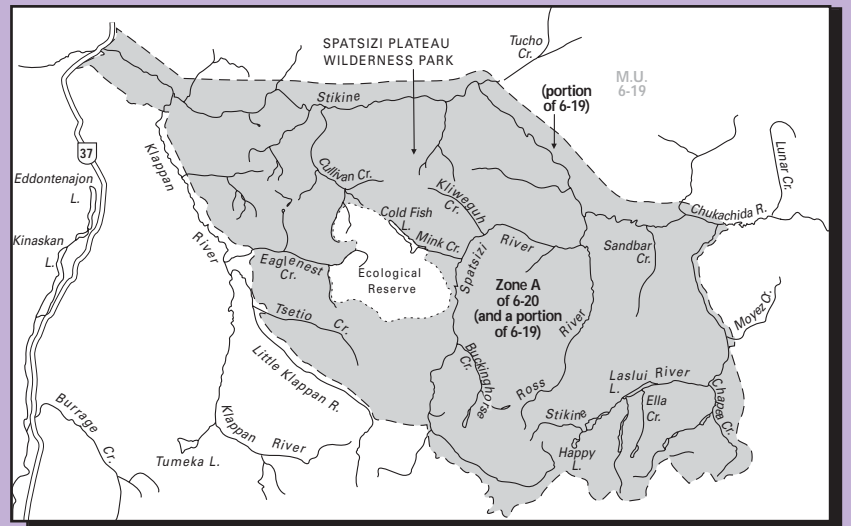 SPATSIZI PLATEAU
WILDERNESS PARK
Tucho
Cr.
M.U.
6-19
(portion
of 6-19)
Stikine
37
Klappan
River
Eddontenajon
L.
Kinaskan
L.
Cullivan Cr.
Kliweguh
Cr.
Cold Fish
L.
Mink Cr.
Spatsizi
River
Lunar Cr.
Chukachida R.
Sandbar
Cr.
Eaglenest
Cr.
Ecological
Reserve
Zone A
of 6-20
(and a portion
of 6-19)
Moyez Cr.
Tsetio Cr.
Little Klappan R.
Buckinghorse
Cr.
Ross River
Laslui
L.
River
Stikine
Ella
Cr.
Chapea Cr.
Burrage Cr.
Klappan River
Tumeka L.
Happy
L.